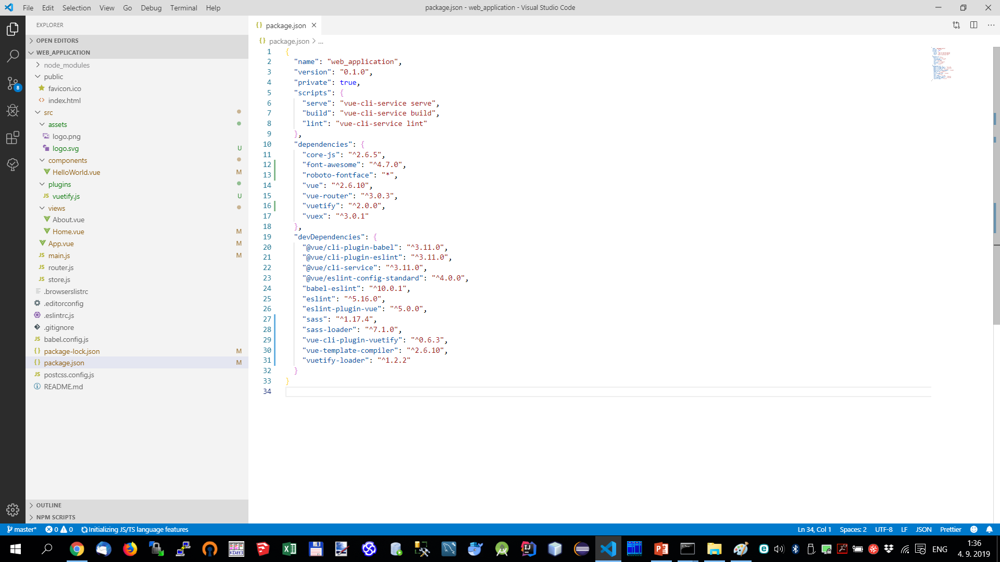 File Edit Selection View Go Debug Terminal Help
package.json - web_application - Visual Studio Code
EXPLORER
OPEN EDITORS
WEB_APPLICATION
node_modules
public
favicon.ico
index.html
src
assets
logo.png
logo.svg U
components
HelloWorld.vue M
plugins
vuetify.js U
views
About.vue
Home.vue M
App.vue M
main.js M
router.js
store.js
.browserslistrc
.editorconfig
.eslintrc.js
.gitignore
babel.config.js
package-lock.json M
package.json M
postcss.config.js
README.md
OUTLINE
NPM SCRIPTS
8
package.json
package.json > ...
1 {
2 "name": "web_application",
3 "version": "0.1.0",
4 "private": true,
5 "scripts": {
6 "serve": "vue-cli-service serve",
7 "build": "vue-cli-service build",
8 "lint": "vue-cli-service lint"
9 },
10 "dependencies": {
11 "core-js": "^2.6.5",
12 "font-awesome": "^4.7.0",
13 "roboto-fontface": "*",
14 "vue": "^2.6.10",
15 "vue-router": "^3.0.3",
16 "vuetify": "^2.0.0",
17 "vuex": "^3.0.1"
18 },
19 "devDependencies": {
20 "@vue/cli-plugin-babel": "^3.11.0",
21 "@vue/cli-plugin-eslint": "^3.11.0",
22 "@vue/cli-service": "^3.11.0",
23 "@vue/eslint-config-standard": "^4.0.0",
24 "babel-eslint": "^10.0.1",
25 "eslint": "^5.16.0",
26 "eslint-plugin-vue": "^5.0.0",
27 "sass": "^1.17.4",
28 "sass-loader": "^7.1.0",
29 "vue-cli-plugin-vuetify": "^0.6.3",
30 "vue-template-compiler": "^2.6.10",
31 "vuetify-loader": "^1.2.2"
32 }
33 }
34
master* 0 0 Initializing JS/TS language features
Ln 34, Col 1 Spaces: 2 UTF-8 LF JSON Prettier
ENG
1:36
4. 9. 2019